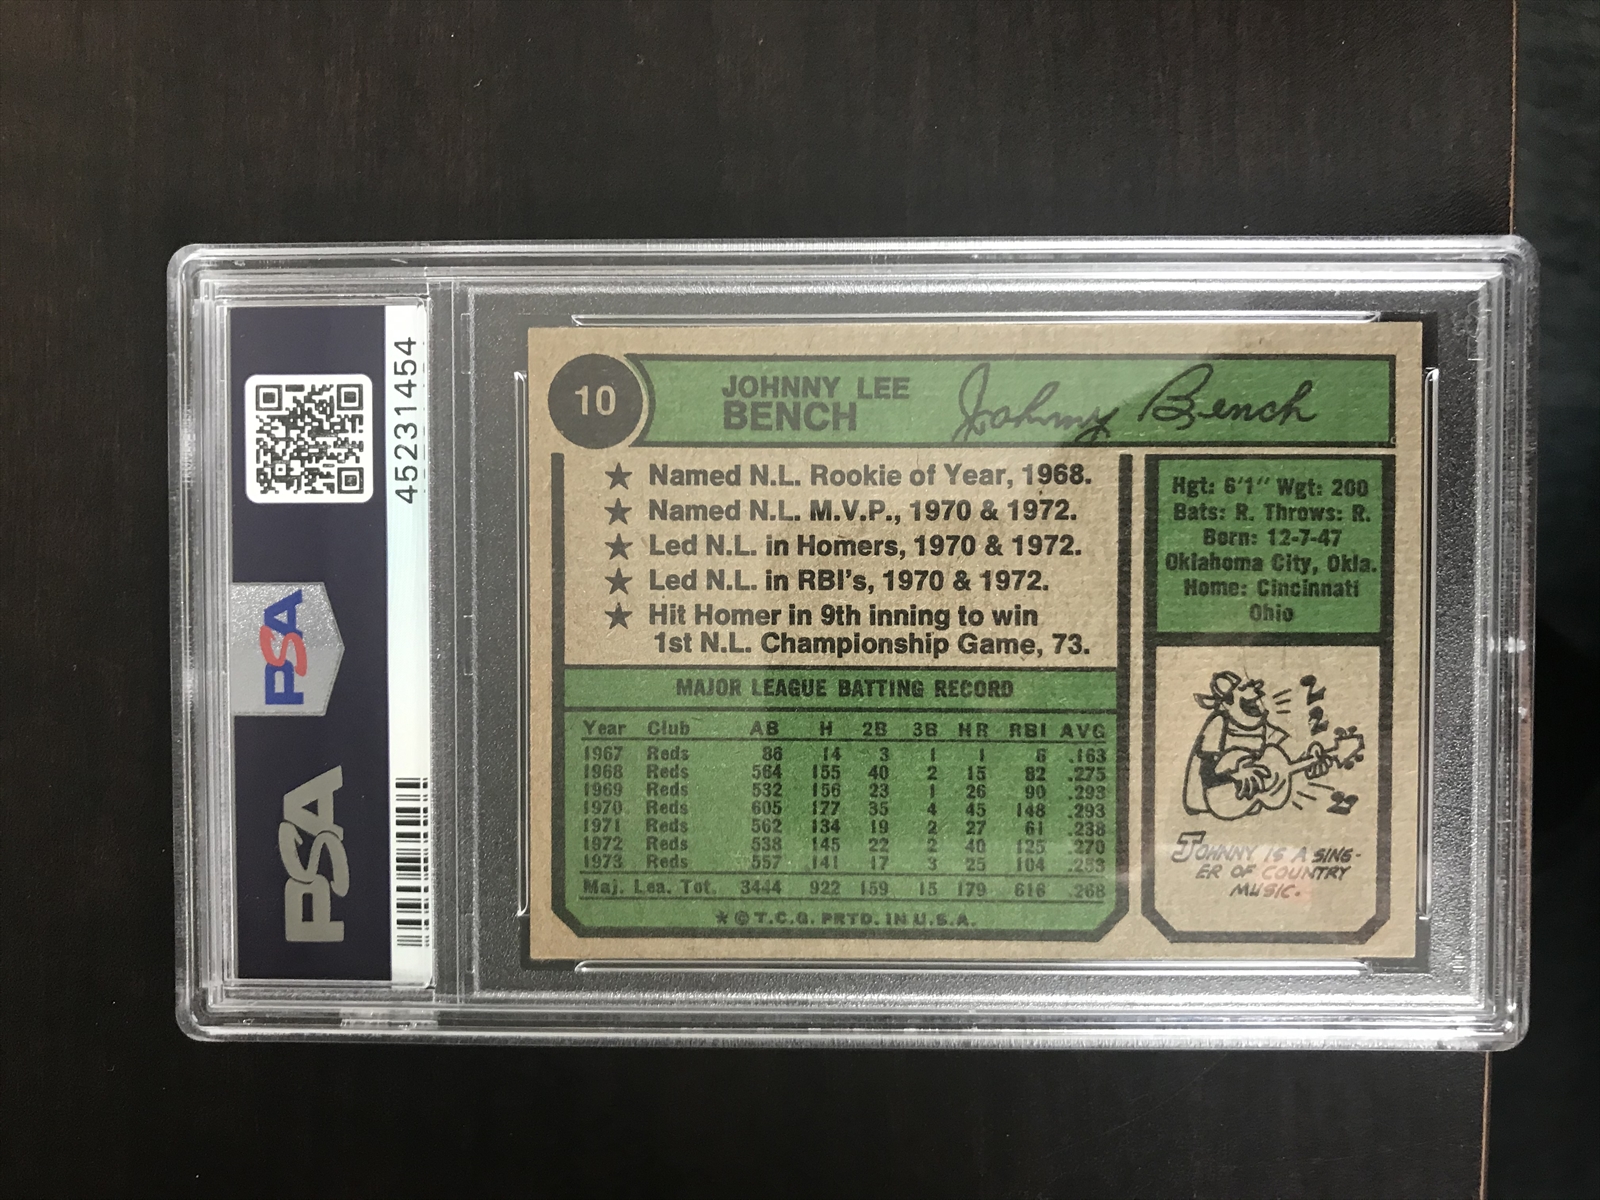 45231454
PSA
PSA
10
JOHNNY LEE
BENCH
Johnny Bench
★ Named N.L. Rookie of Year, 1968.
★ Named N.L. M.V.P., 1970 & 1972.
★ Led N.L. in Homers, 1970 & 1972.
★ Led N.L. in RBI's, 1970 & 1972.
★ Hit Homer in 9th inning to win
1st N.L. Championship Game, 73.
MAJOR LEAGUE BATTING RECORD
Year Club AB H 2B 3B HR RBI AVG
1967 Reds 86 14 3 1 1 6 .163
1968 Reds 564 155 40 2 15 82 .275
1969 Reds 532 156 23 1 26 90 .293
1970 Reds 605 177 35 4 45 148 .293
1971 Reds 562 134 19 2 27 61 .238
1972 Reds 538 145 22 2 40 125 .270
1973 Reds 557 141 17 3 25 104 .253
Maj. Lea. Tot. 3444 922 159 15 179 616 .268
★ © T.C.G. PRTD. IN U.S.A.
Hgt: 6'1" Wgt: 200
Bats: R. Throws: R.
Born: 12-7-47
Oklahoma City, Okla.
Home: Cincinnati
Ohio
JOHNNY IS A SING-
ER OF COUNTRY
MUSIC.